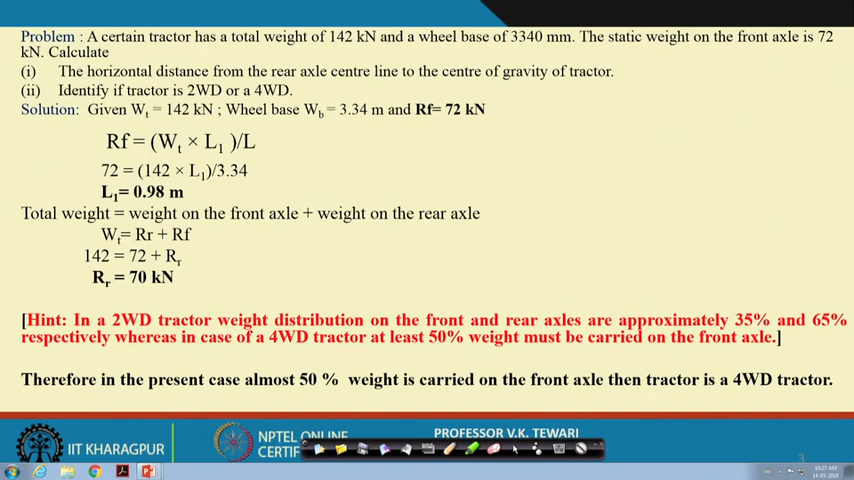 Problem : A certain tractor has a total weight of 142 kN and a wheel base of 3340 mm. The static weight on the front axle is 72
kN. Calculate
(i) The horizontal distance from the rear axle centre line to the centre of gravity of tractor.
(ii) Identify if tractor is 2WD or a 4WD.
Solution: Given Wt = 142 kN ; Wheel base Wb = 3.34 m and Rf= 72 kN
Rf = (Wt × L1 )/L
72 = (142 × L1)/3.34
L1= 0.98 m
Total weight = weight on the front axle + weight on the rear axle
Wt= Rr + Rf
142 = 72 + Rr
Rr = 70 kN
[Hint: In a 2WD tractor weight distribution on the front and rear axles are approximately 35% and 65%
respectively whereas in case of a 4WD tractor at least 50% weight must be carried on the front axle.]
Therefore in the present case almost 50 % weight is carried on the front axle then tractor is a 4WD tractor.
IIT KHARAGPUR
NPTEL ONLINE
CERTIF
PROFESSOR V.K. TEWARI
3
10:27 AM
14-05-2018